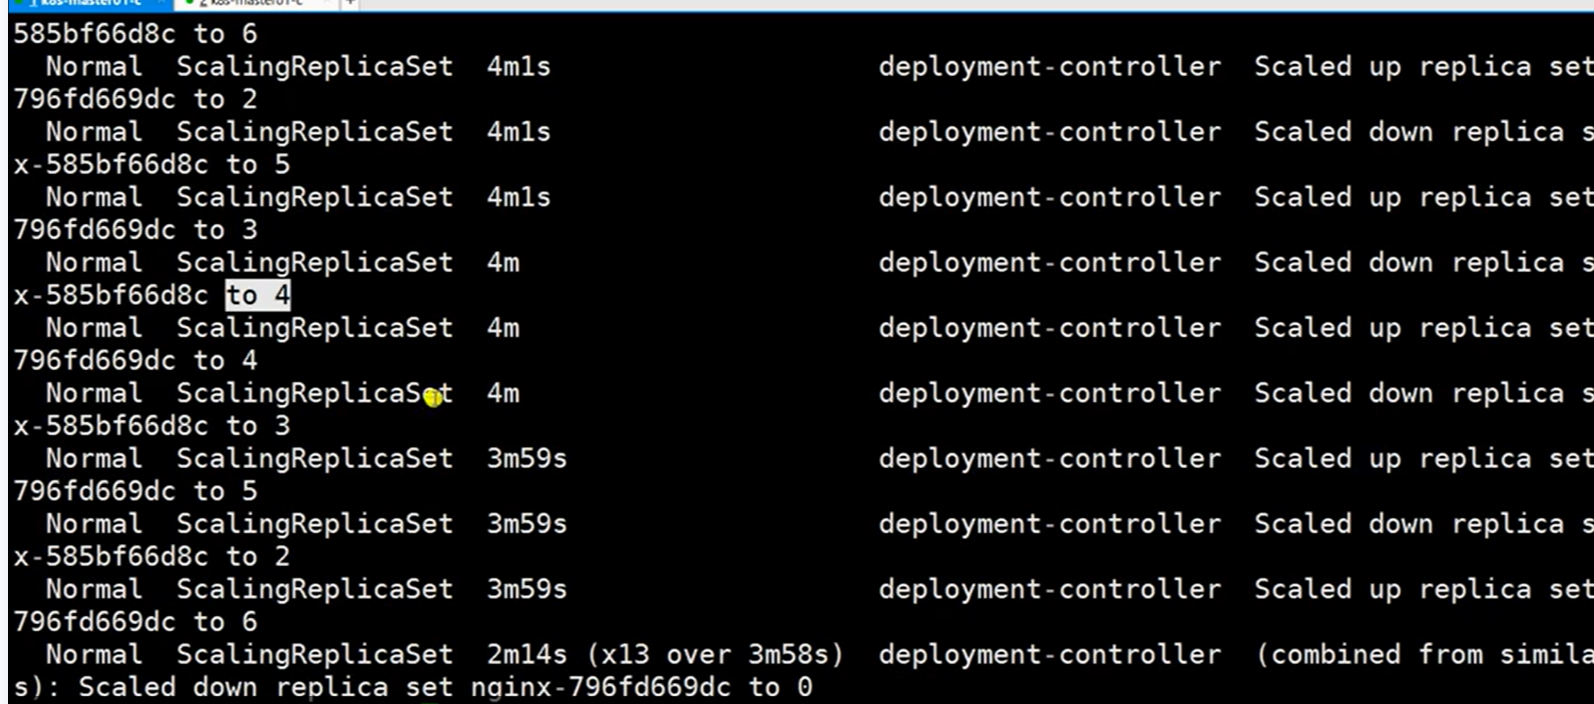 1 k8s-master01-c 2 k8s-master01-c +
585bf66d8c to 6
Normal ScalingReplicaSet 4m1s deployment-controller Scaled up replica set
796fd669dc to 2
Normal ScalingReplicaSet 4m1s deployment-controller Scaled down replica s
x-585bf66d8c to 5
Normal ScalingReplicaSet 4m1s deployment-controller Scaled up replica set
796fd669dc to 3
Normal ScalingReplicaSet 4m deployment-controller Scaled down replica s
x-585bf66d8c to 4
Normal ScalingReplicaSet 4m deployment-controller Scaled up replica set
796fd669dc to 4
Normal ScalingReplicaSet 4m deployment-controller Scaled down replica s
x-585bf66d8c to 3
Normal ScalingReplicaSet 3m59s deployment-controller Scaled up replica set
796fd669dc to 5
Normal ScalingReplicaSet 3m59s deployment-controller Scaled down replica s
x-585bf66d8c to 2
Normal ScalingReplicaSet 3m59s deployment-controller Scaled up replica set
796fd669dc to 6
Normal ScalingReplicaSet 2m14s (x13 over 3m58s) deployment-controller (combined from simila
s): Scaled down replica set nginx-796fd669dc to 0